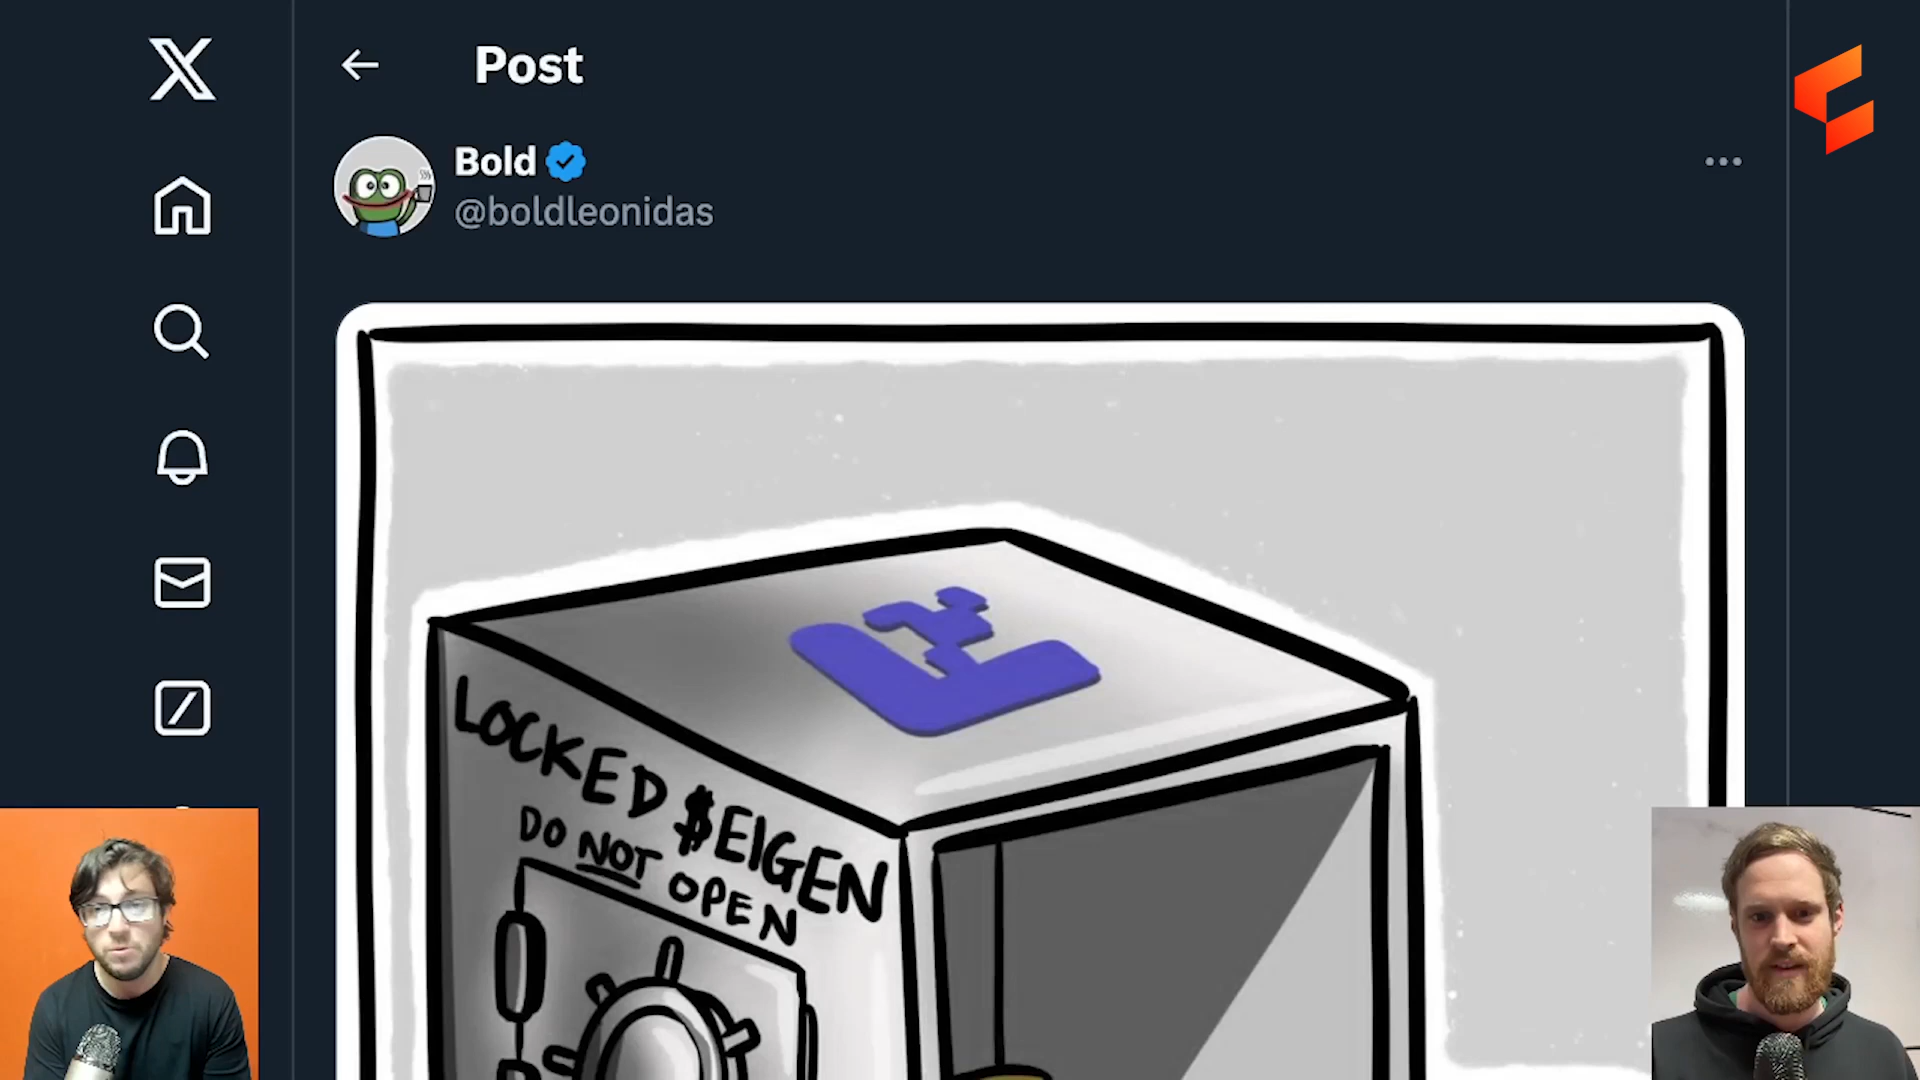 Post
Bold
@boldleonidas
LOCKED $EIGEN
DO NOT OPEN